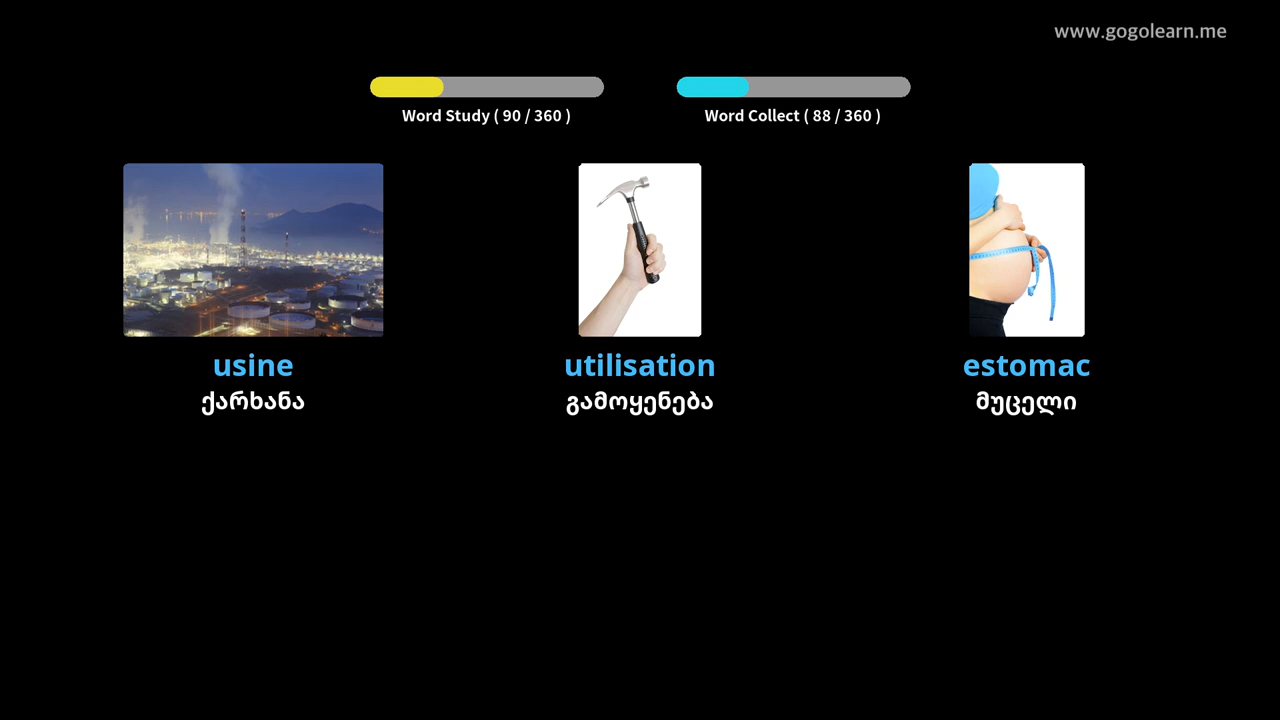 www.gogolearn.me
Word Study ( 90 / 360 )
Word Collect ( 88 / 360 )
usine
utilisation
estomac
ქარხანა
გამოყენება
მუცელი